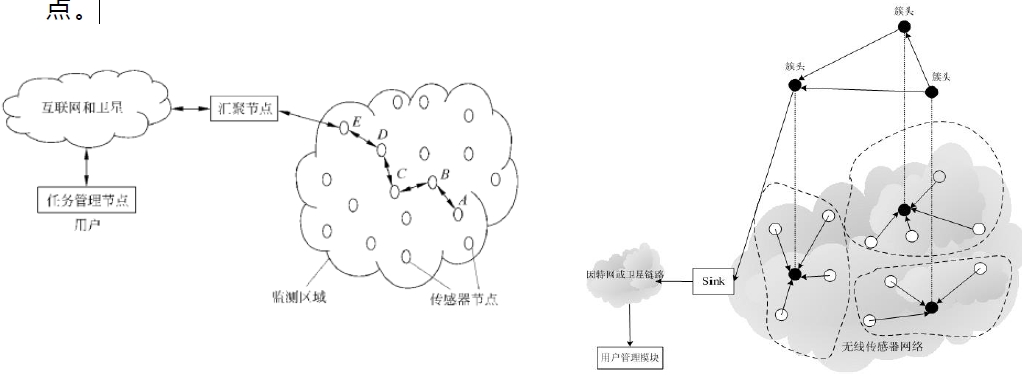 点。
互联网和卫星
汇聚节点
任务管理节点
用户
E
D
C
B
A
监测区域
传感器节点
簇头
簇头
簇头
因特网或卫星链路
Sink
用户管理模块
无线传感器网络